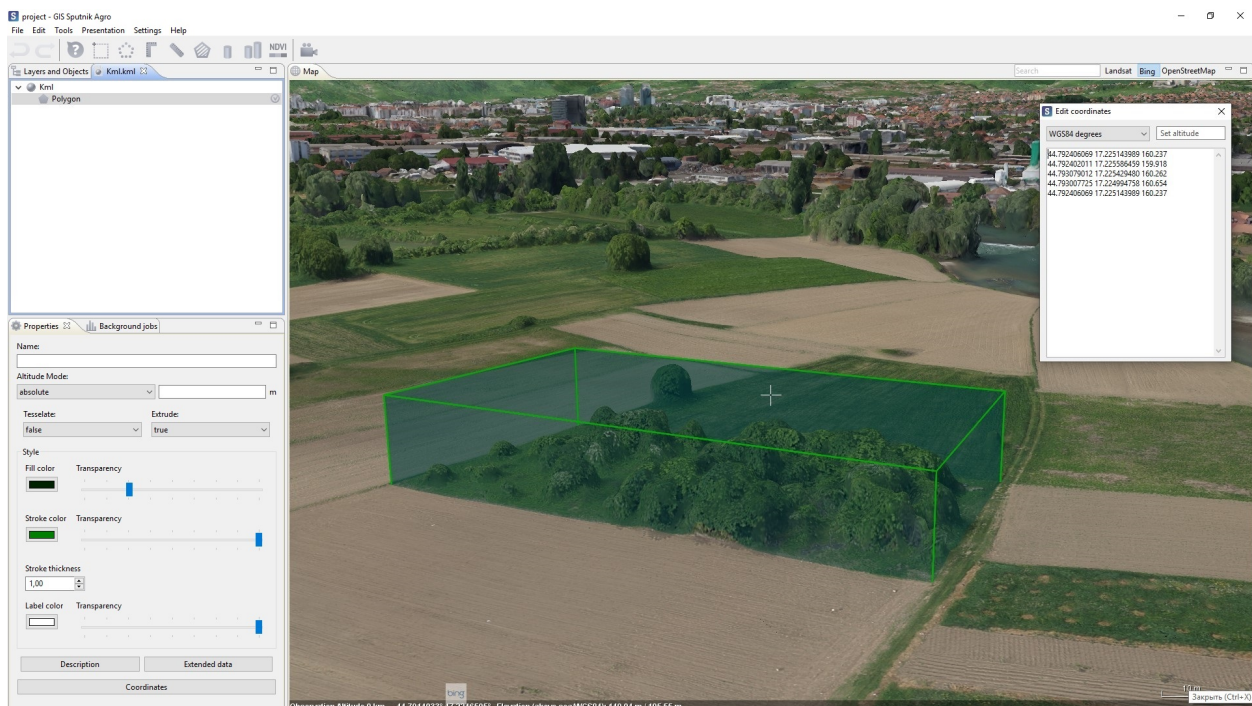 project - GIS Sputnik Agro
File Edit Tools Presentation Settings Help
NDVI
Layers and Objects Kml.kml
Kml
Polygon
Map
Search
Landsat Bing OpenStreetMap
Edit coordinates
WGS84 degrees Set altitude
44.792406069 17.225143989 160.237
44.792402011 17.225586459 159.918
44.793079012 17.225429480 160.262
44.793007725 17.224994758 160.654
44.792406069 17.225143989 160.237
Properties Background jobs
Name:
Altitude Mode:
absolute m
Tesselate: Extrude:
false true
Style
Fill color Transparency
Stroke color Transparency
Stroke thickness
1,00
Label color Transparency
Description Extended data
Coordinates
bing
Закрыть (Ctrl+X)